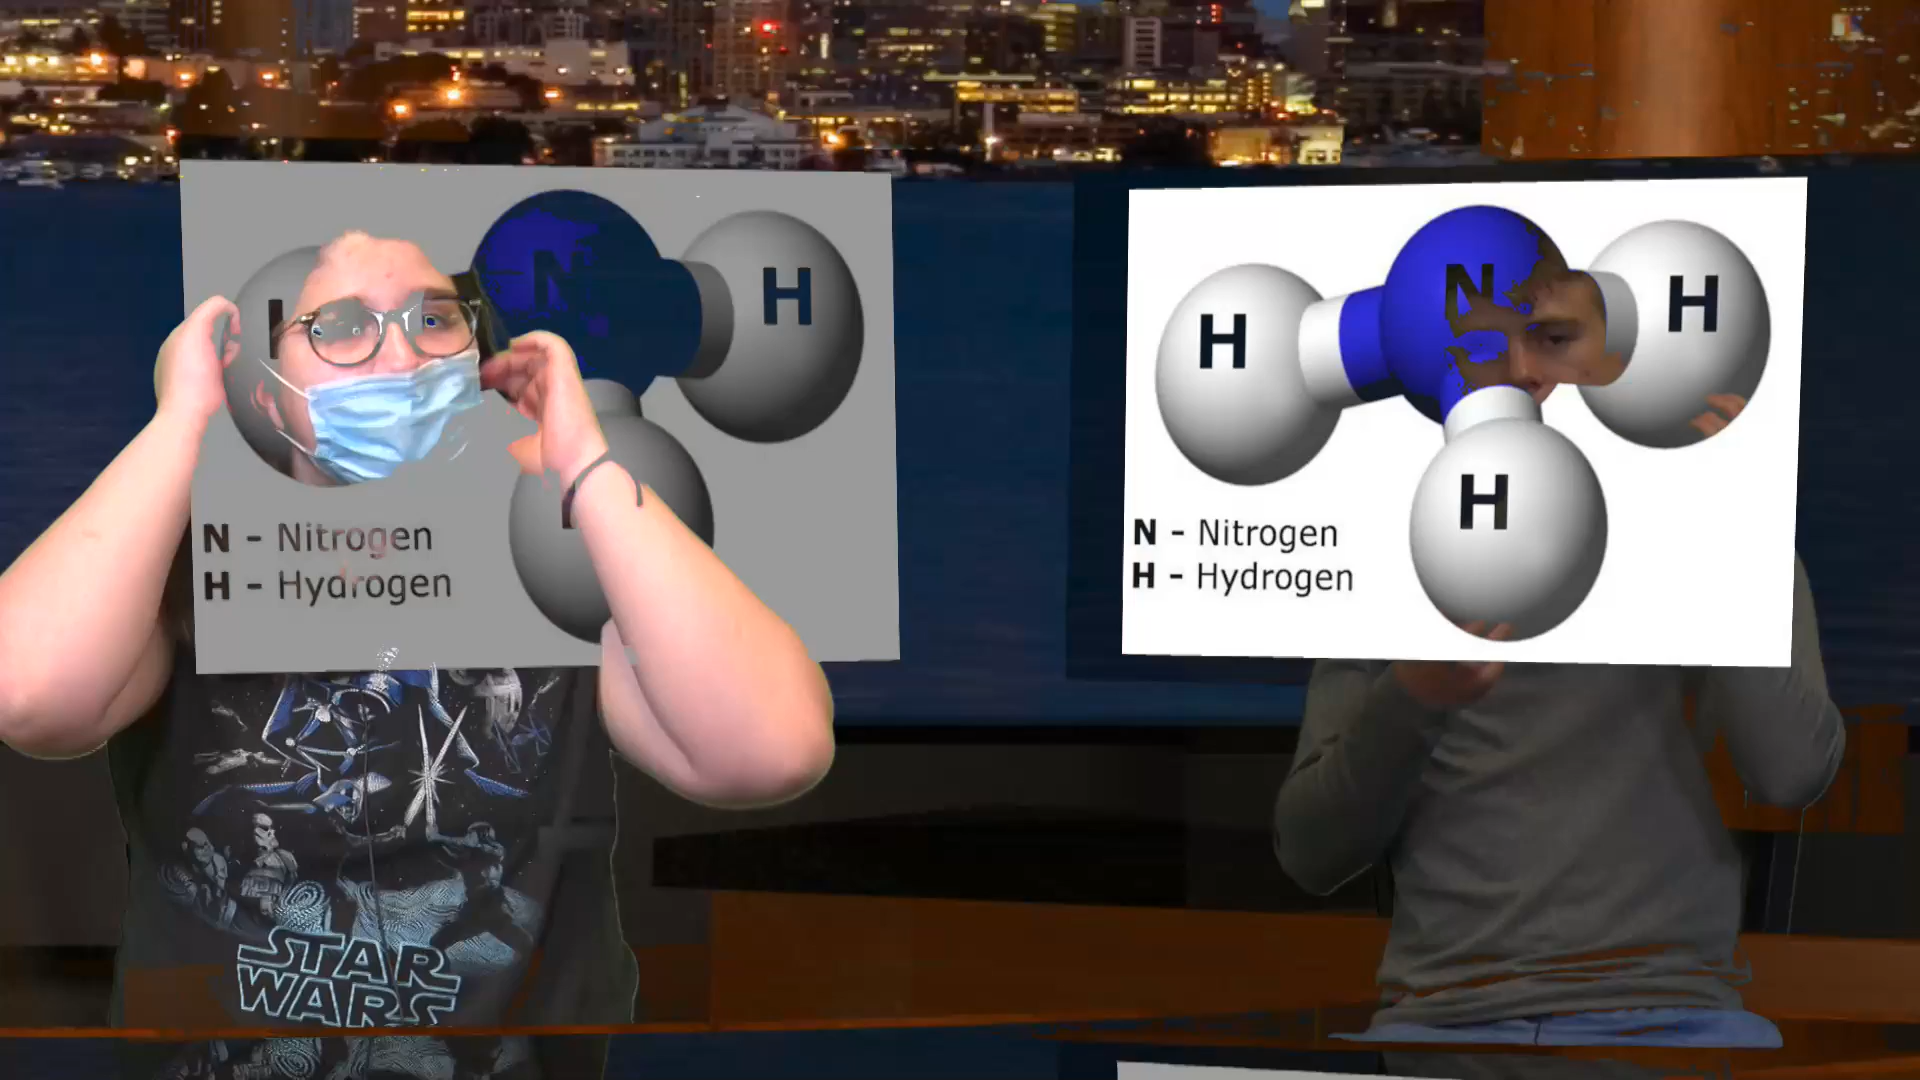 N
H
N - Nitrogen
H - Hydrogen
STAR
WARS
N
H
H
H
N - Nitrogen
H - Hydrogen